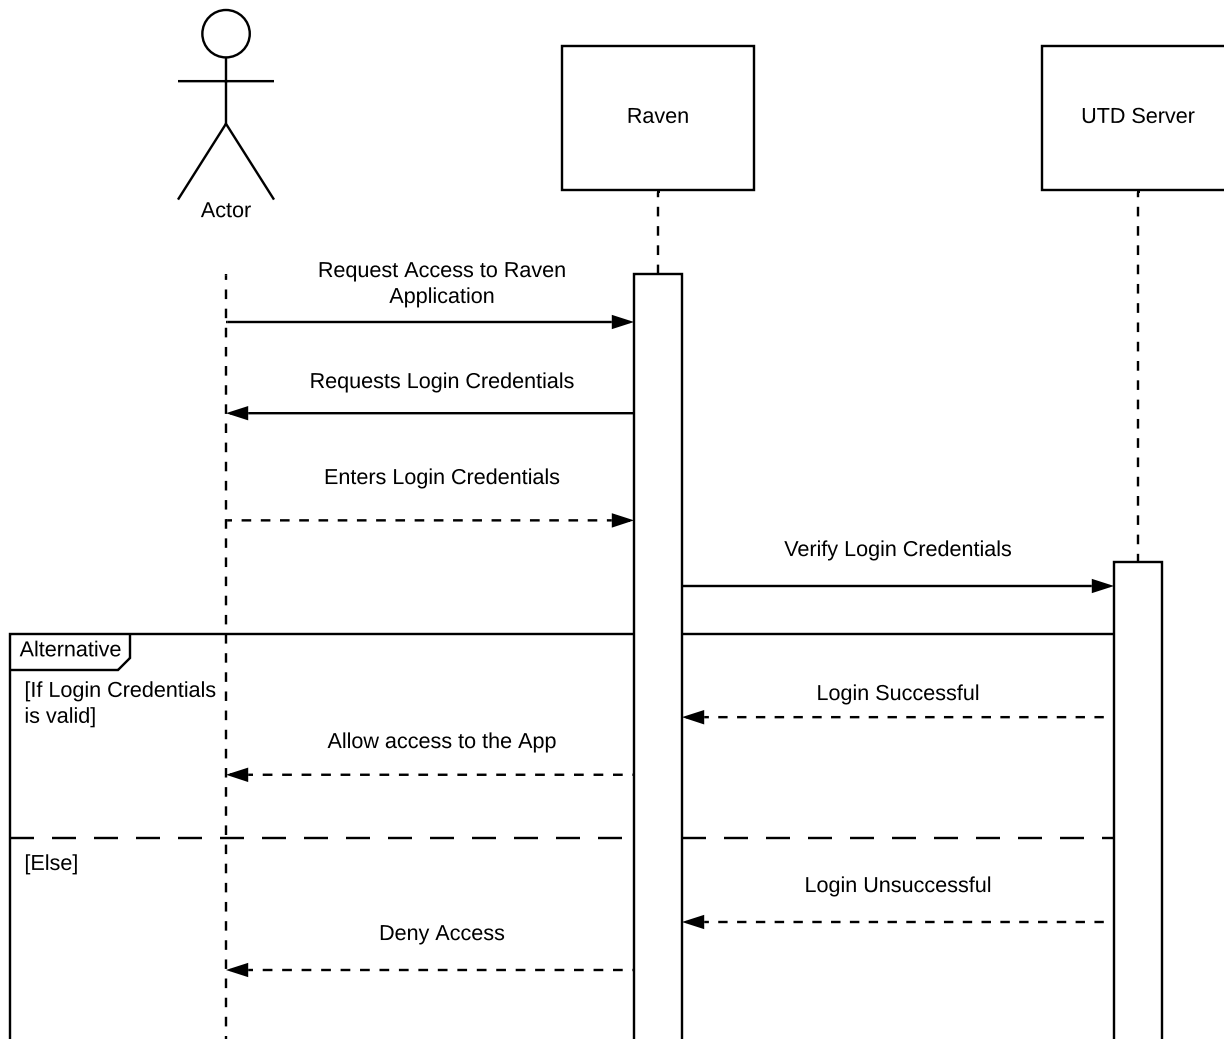 Raven
UTD Server
Actor
Request Access to Raven
Application
Requests Login Credentials
Enters Login Credentials
Verify Login Credentials
Alternative
[If Login Credentials
is valid]
Login Successful
Allow access to the App
[Else]
Login Unsuccessful
Deny Access